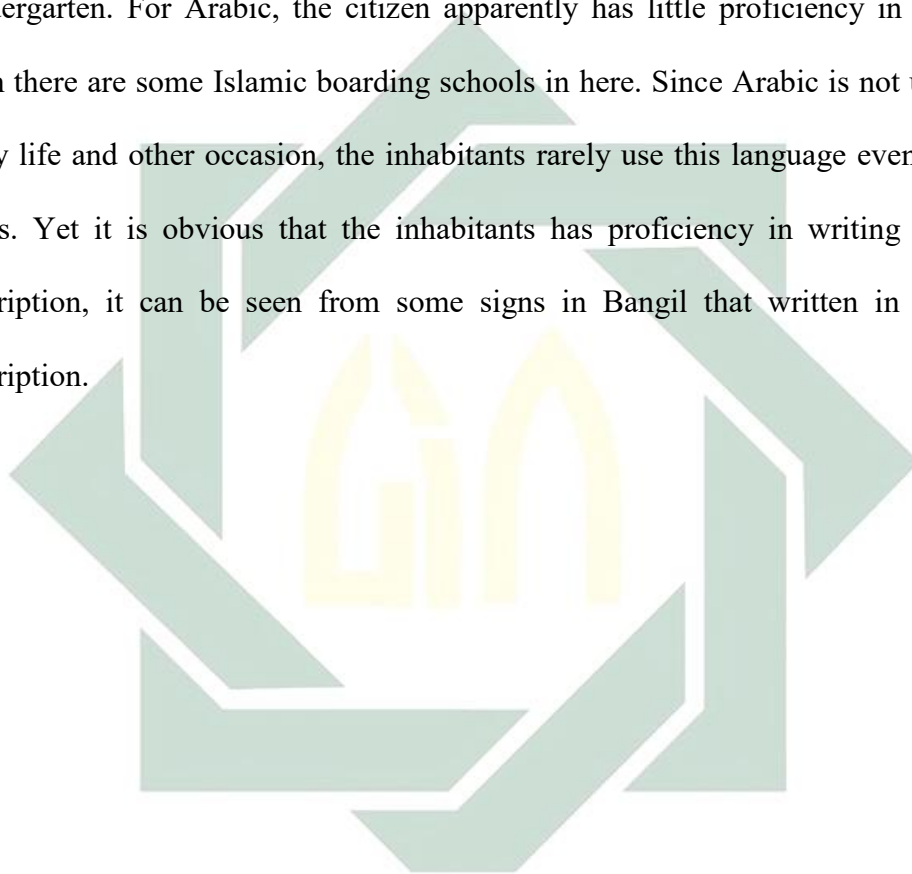 dergarten. For Arabic, the citizen apparently has little proficiency in
there are some Islamic boarding schools in here. Since Arabic is not
life and other occasion, the inhabitants rarely use this language even
s. Yet it is obvious that the inhabitants has proficiency in writing
ription, it can be seen from some signs in Bangil that written in
ription.